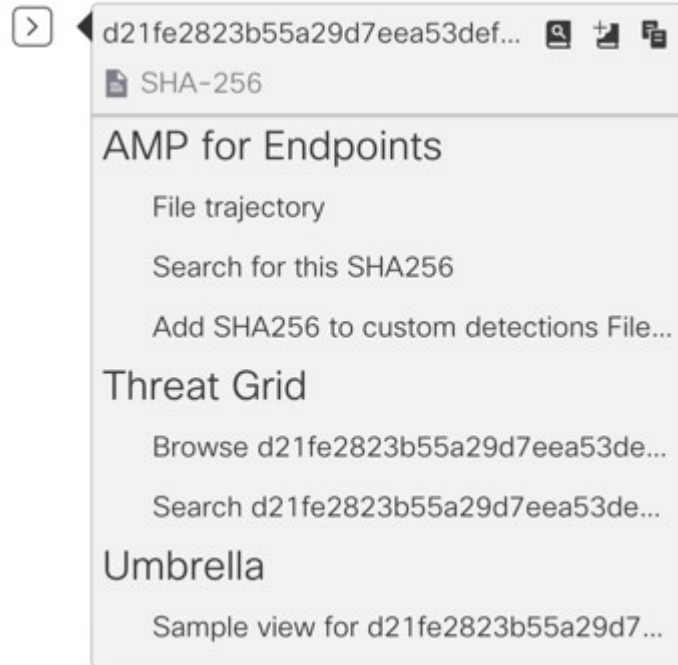 d21fe2823b55a29d7eea53def...
SHA-256
AMP for Endpoints
File trajectory
Search for this SHA256
Add SHA256 to custom detections File...
Threat Grid
Browse d21fe2823b55a29d7eea53de...
Search d21fe2823b55a29d7eea53de...
Umbrella
Sample view for d21fe2823b55a29d7...